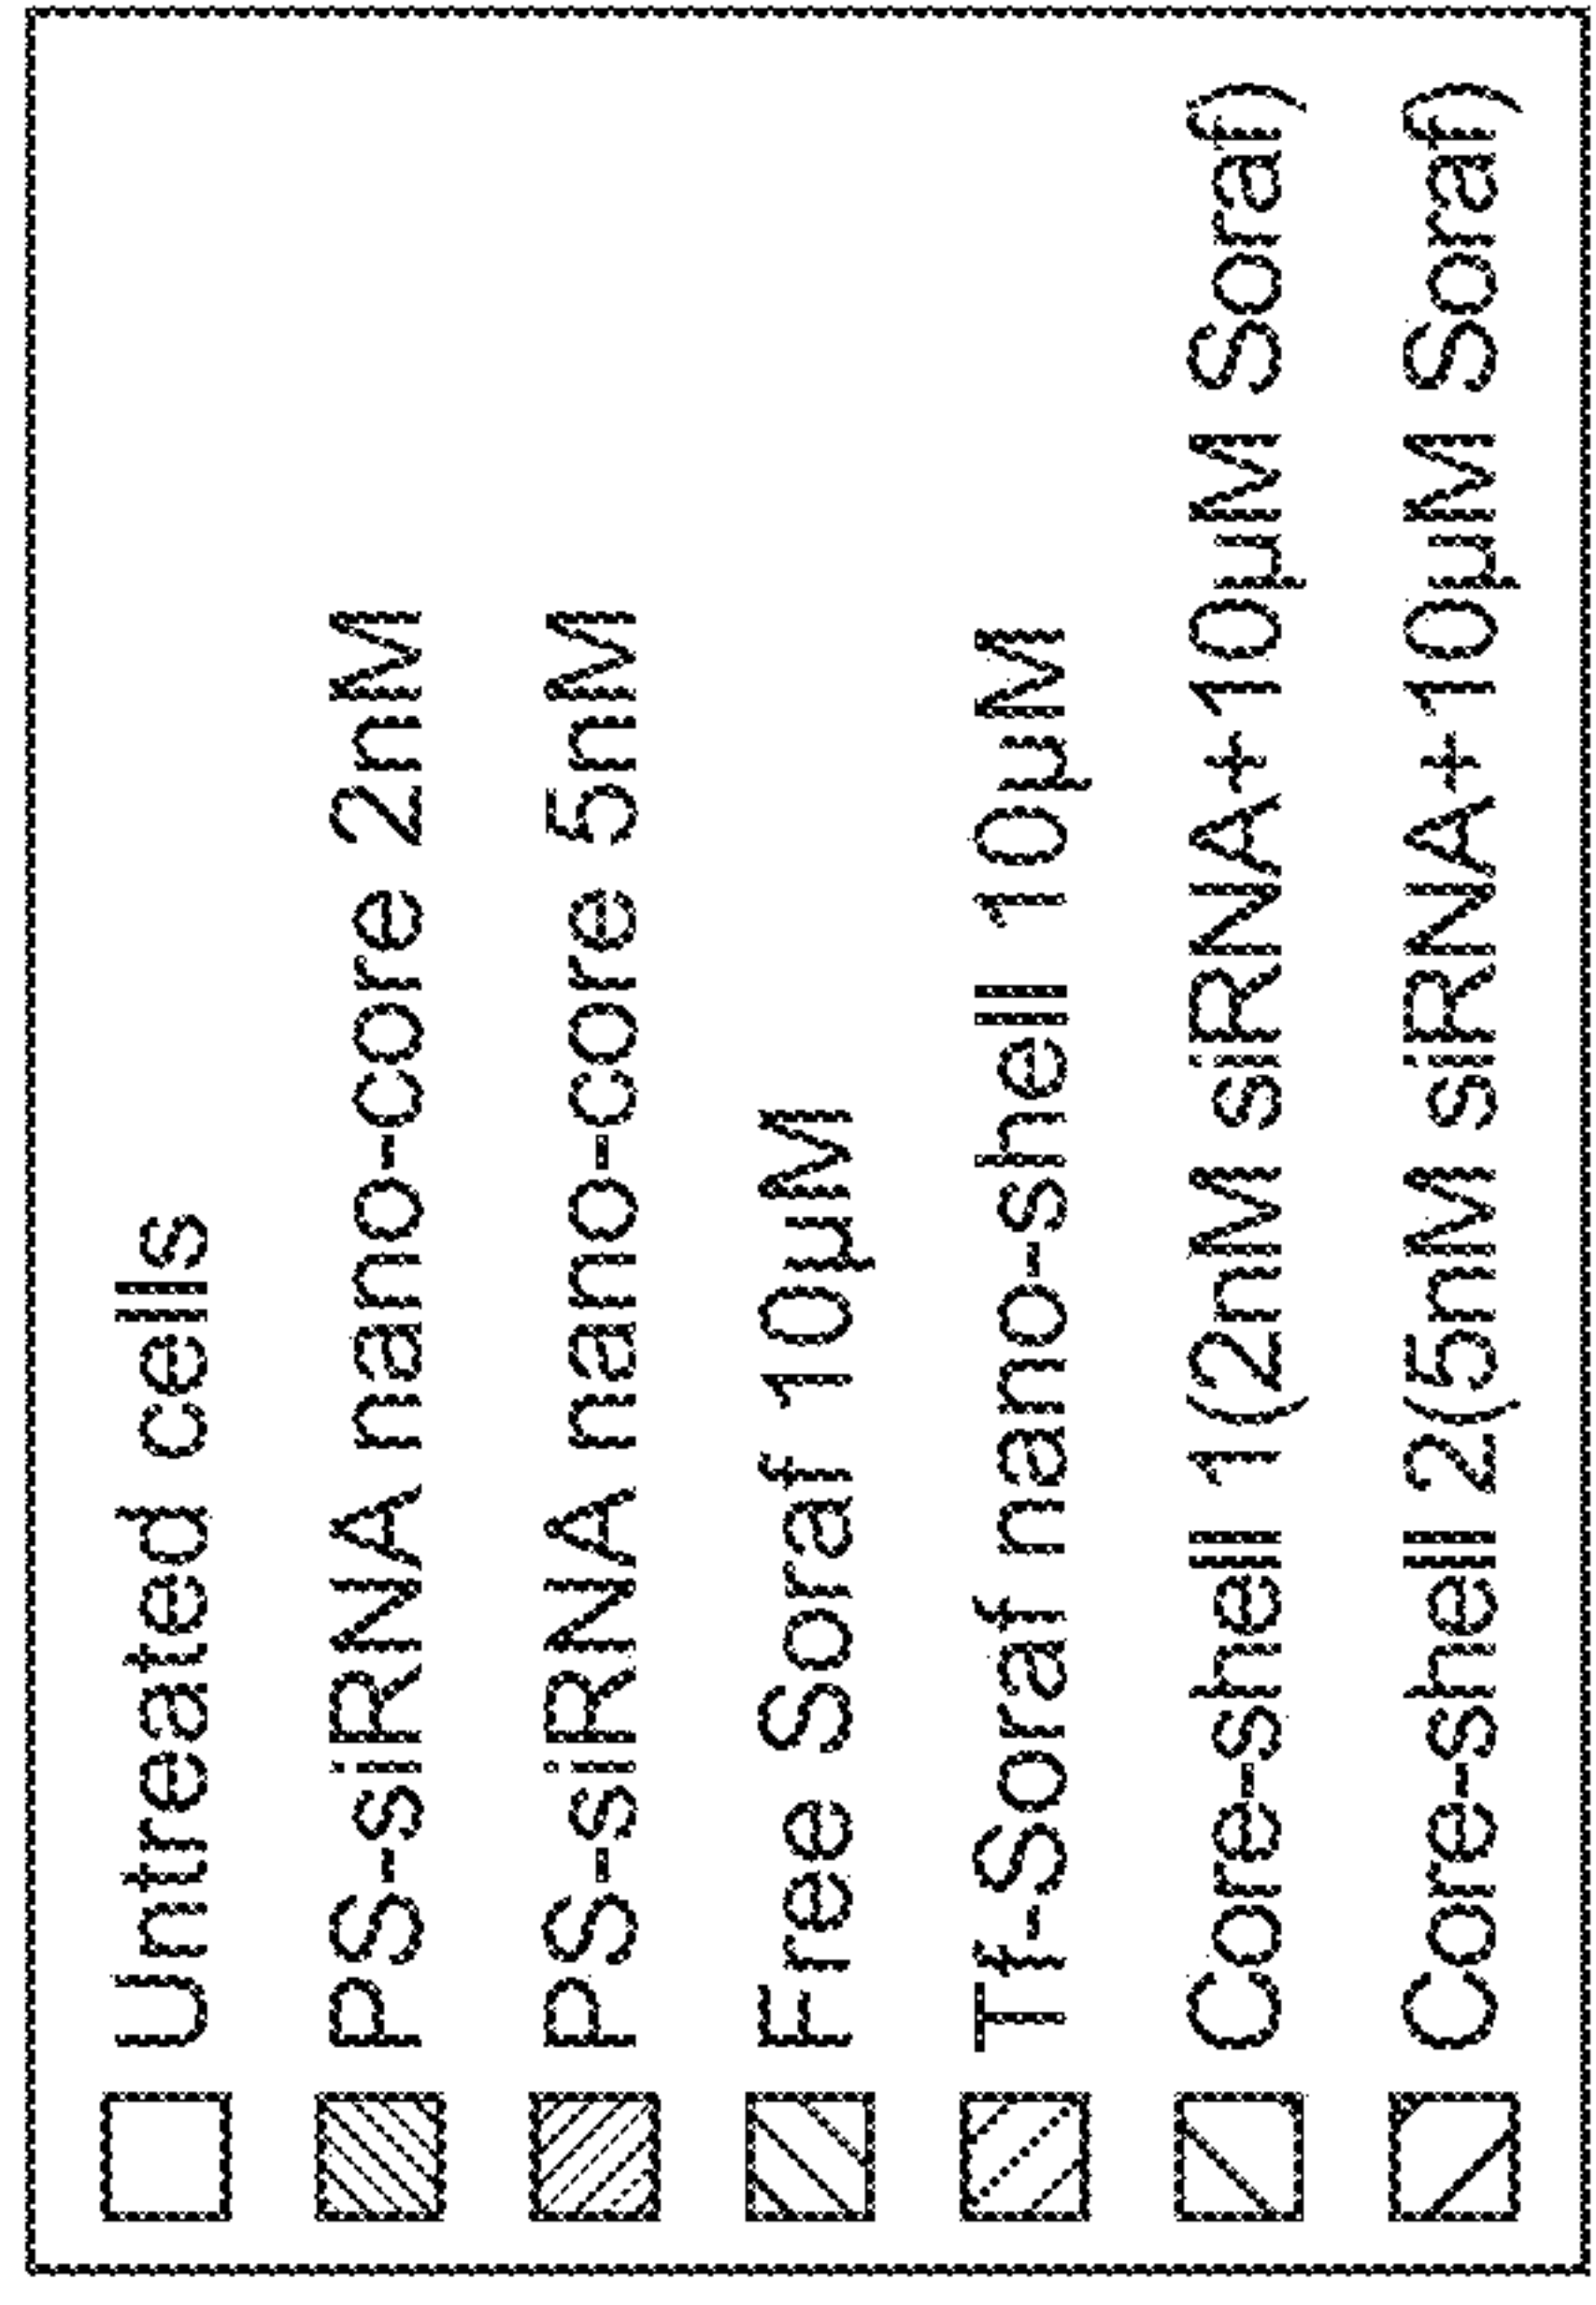 Untreated cells
PS-siRNA nano-core 2nM
PS-siRNA nano-core 5nM
Free Soraf 10µM
Tf-Soraf nano-shell 10µM
Core-shell 1(2nM siRNA+10µM Soraf)
Core-shell 2(5nM siRNA+10µM Soraf)